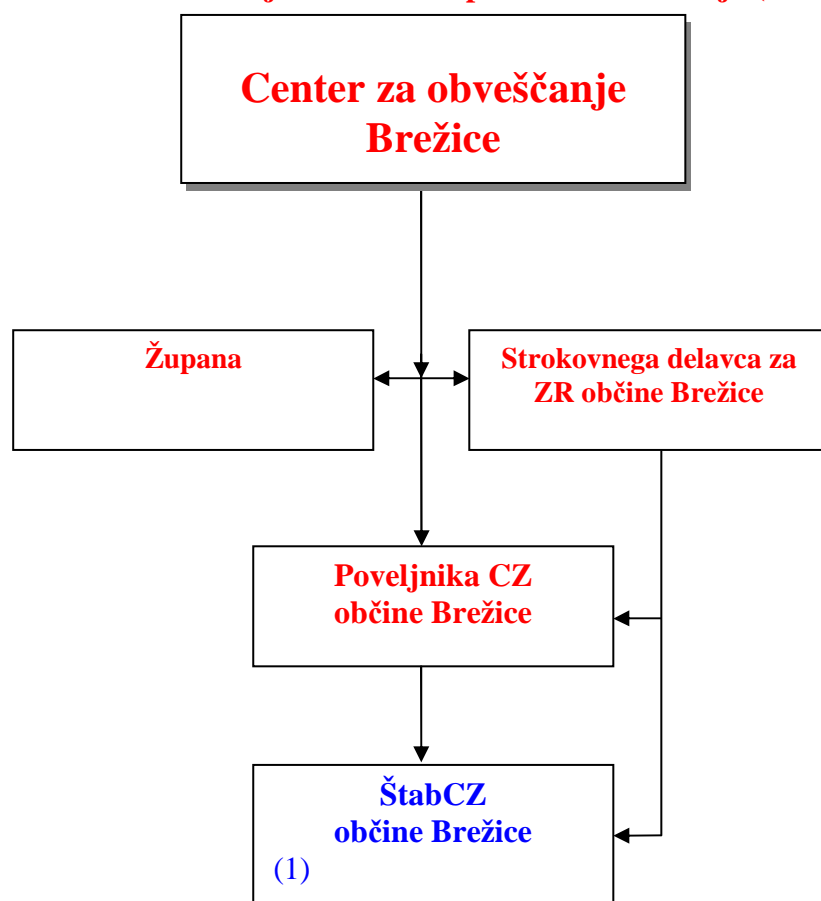 Center za obveščanje
Brežice
Župana
Strokovnega delavca za
ZR občine Brežice
Poveljnika CZ
občine Brežice
ŠtabCZ
občine Brežice
(1)